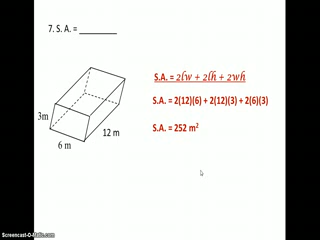 7. S. A. = ________
S.A. = 2lw + 2lh + 2wh
S.A. = 2(12)(6) + 2(12)(3) + 2(6)(3)
S.A. = 252 m²
3m
12 m
6 m
Screencast-O-Matic.com